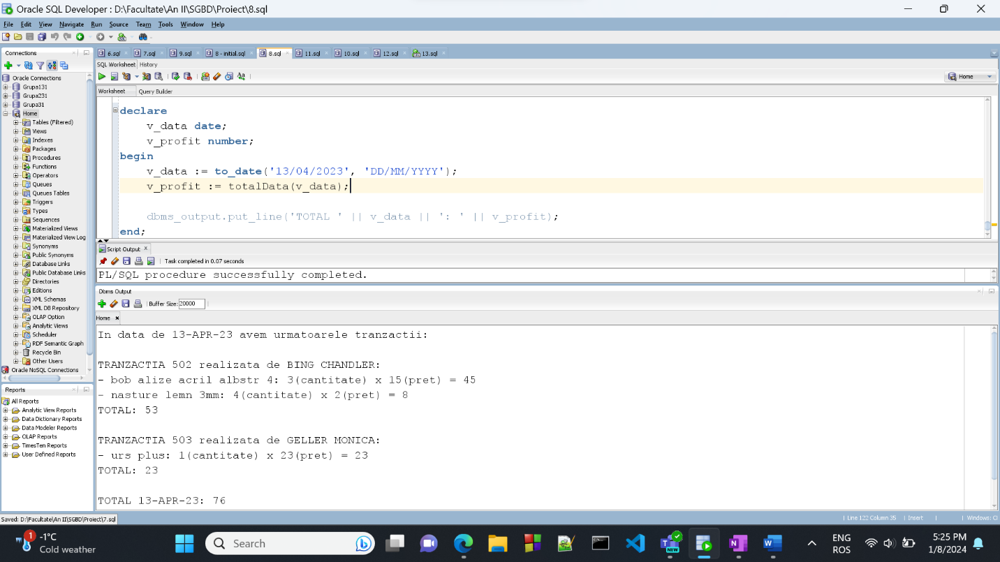 Oracle SQL Developer : D:\Facultate\An II\SGBD\Proiect\8.sql
File Edit View Navigate Run Source Team Tools Window Help
Connections
Oracle Connections
Grupa131
Grupa231
Grupa31
Home
Tables (Filtered)
Views
Indexes
Packages
Procedures
Functions
Operators
Queues
Queues Tables
Triggers
Types
Sequences
Materialized Views
Materialized View Log
Synonyms
Public Synonyms
Database Links
Public Database Links
Directories
Editions
XML Schemas
XML DB Repository
OLAP Option
Analytic Views
Scheduler
RDF Semantic Graph
Recycle Bin
Other Users
Oracle NoSQL Connections
Reports
All Reports
Analytic View Reports
Data Dictionary Reports
Data Modeler Reports
OLAP Reports
TimesTen Reports
User Defined Reports
6.sql 7.sql 9.sql 8 - initial.sql 8.sql 11.sql 10.sql 12.sql 13.sql
SQL Worksheet History
Home
Worksheet Query Builder
declare
v_data date;
v_profit number;
begin
v_data := to_date('13/04/2023', 'DD/MM/YYYY');
v_profit := totalData(v_data);
dbms_output.put_line('TOTAL ' || v_data || ': ' || v_profit);
end;
Script Output
Task completed in 0.07 seconds
PL/SQL procedure successfully completed.
Dbms Output
Buffer Size: 20000
Home
In data de 13-APR-23 avem urmatoarele tranzactii:
TRANZACTIA 502 realizata de BING CHANDLER:
- bob alize acril albstr 4: 3(cantitate) x 15(pret) = 45
- nasture lemn 3mm: 4(cantitate) x 2(pret) = 8
TOTAL: 53
TRANZACTIA 503 realizata de GELLER MONICA:
- urs plus: 1(cantitate) x 23(pret) = 23
TOTAL: 23
TOTAL 13-APR-23: 76
Saved: D:\Facultate\An II\SGBD\Proiect\7.sql
Line 122 Column 35 Insert Windows: Cl
1
-1°C
Cold weather
Search
NEW
ENG
ROS
5:25 PM
1/8/2024